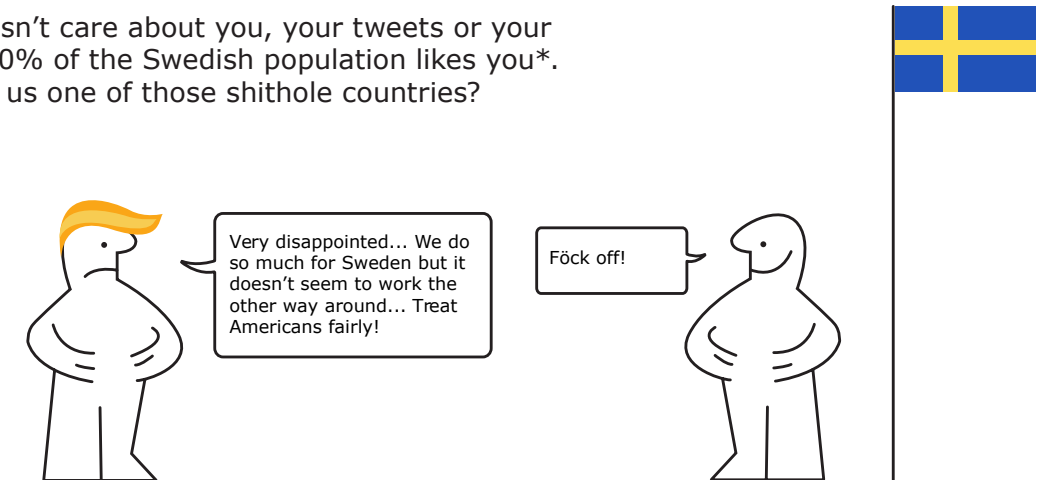 sn’t care about you, your tweets or your
0% of the Swedish population likes you*.
us one of those shithole countries?
Very disappointed... We do
so much for Sweden but it
doesn’t seem to work the
other way around... Treat
Americans fairly!
Föck off!